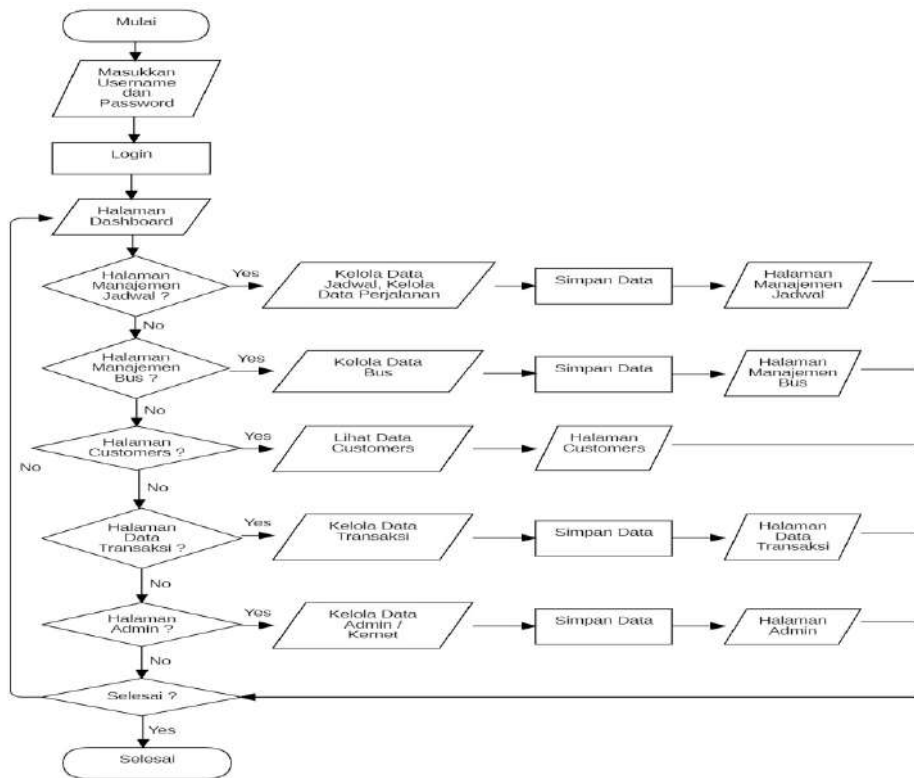 Mulai
Masukkan
Username
dan
Password
Login
Halaman
Dashboard
Halaman
Manajemen
Jadwal ?
Yes
Kelola Data
Jadwal, Kelola
Data Perjalanan
Simpan Data
Halaman
Manajemen
Jadwal
No
Halaman
Manajemen
Bus ?
Yes
Kelola Data
Bus
Simpan Data
Halaman
Manajemen
Bus
No
Halaman
Customers ?
Yes
Lihat Data
Customers
Halaman
Customers
No
No
Halaman
Data
Transaksi ?
Yes
Kelola Data
Transaksi
Simpan Data
Halaman
Data
Transaksi
No
Halaman
Admin ?
Yes
Kelola Data
Admin /
Kernet
Simpan Data
Halaman
Admin
No
Selesai ?
Yes
Selesai